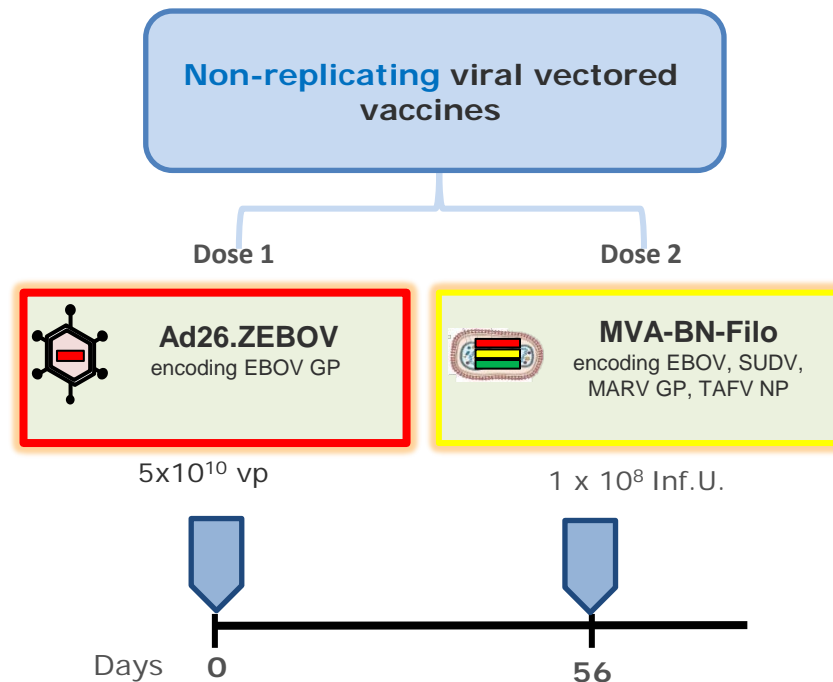 Non-replicating viral vectored
vaccines
Dose 1
Dose 2
Ad26.ZEBOV
encoding EBOV GP
MVA-BN-Filo
encoding EBOV, SUDV,
MARV GP, TAFV NP
5x10¹⁰ vp
1 x 10⁸ Inf.U.
Days 0 56